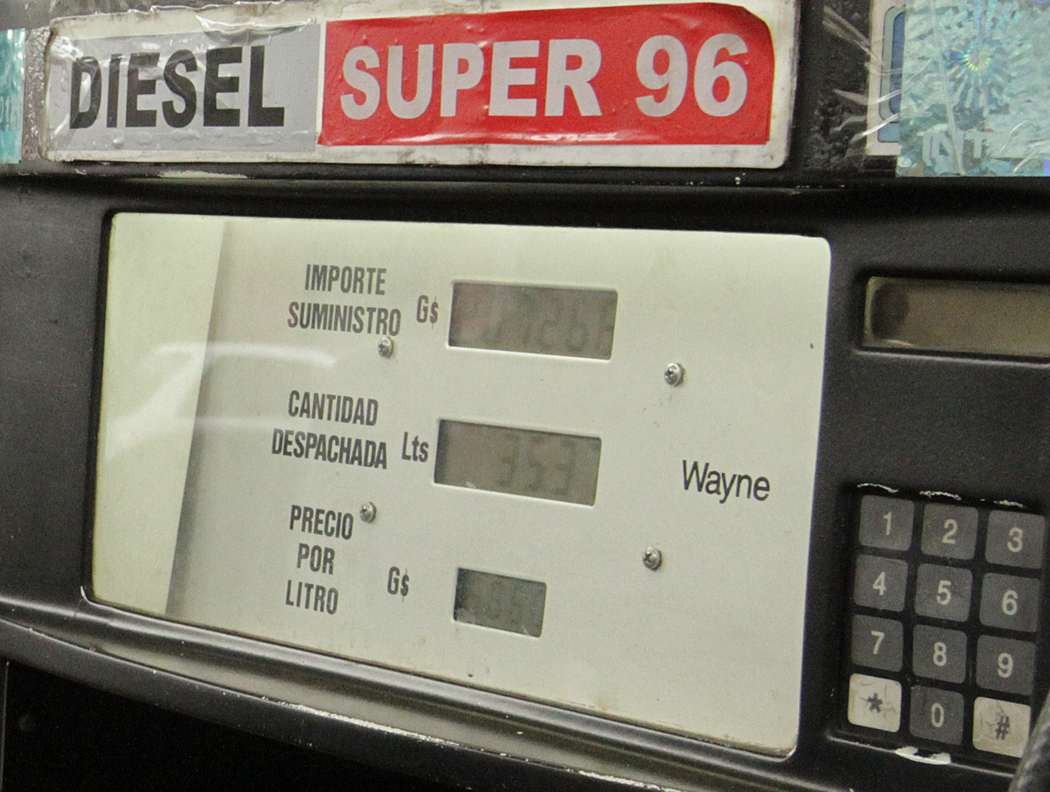 DIESEL SUPER 96
IMPORTE
SUMINISTRO G$
CANTIDAD
DESPACHADA Lts
PRECIO
POR
LITRO G$
Wayne
1 2 3
4 5 6
7 8 9
* 0 #